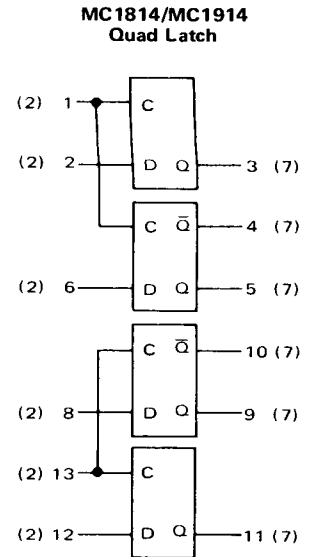 MC1814/MC1914
Quad Latch
(2) 1 C
(2) 2 D Q 3 (7)
C Q̅ 4 (7)
(2) 6 D Q 5 (7)
C Q̅ 10 (7)
(2) 8 D Q 9 (7)
(2) 13 C
(2) 12 D Q 11 (7)